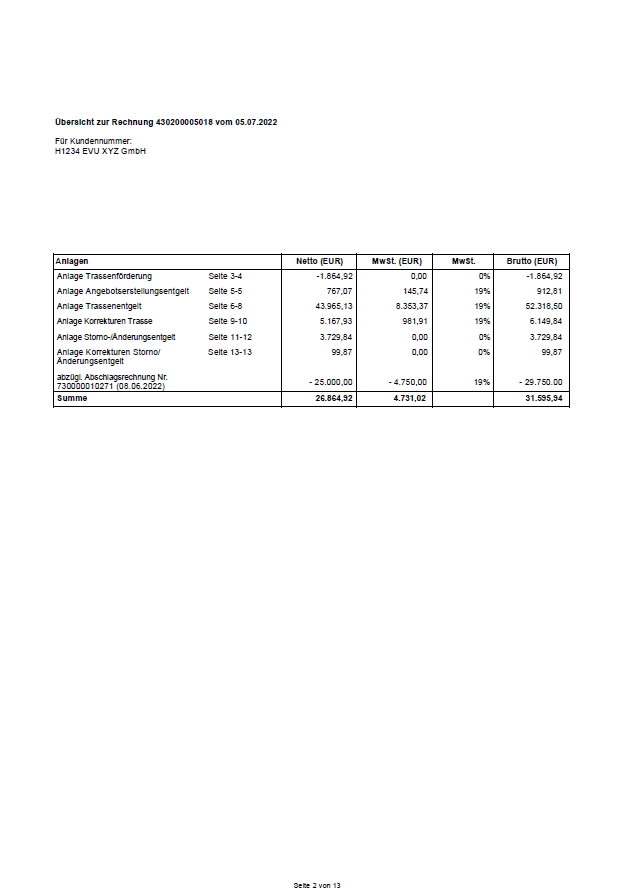 Übersicht zur Rechnung 430200005018 vom 05.07.2022
Für Kundennummer:
H1234 EVU XYZ GmbH
Anlagen Netto (EUR) MwSt. (EUR) MwSt. Brutto (EUR)
Anlage Trassenförderung Seite 3-4 -1.864,92 0,00 0% -1.864,92
Anlage Angebotserstellungsentgelt Seite 5-5 767,07 145,74 19% 912,81
Anlage Trassenentgelt Seite 6-8 43.965,13 8.353,37 19% 52.318,50
Anlage Korrekturen Trasse Seite 9-10 5.167,93 981,91 19% 6.149,84
Anlage Storno-/Änderungsentgelt Seite 11-12 3.729,84 0,00 0% 3.729,84
Anlage Korrekturen Storno/ Seite 13-13 99,87 0,00 0% 99,87
Änderungsentgelt
abzügl. Abschlagsrechnung Nr.
730000010271 (08.06.2022) - 25.000,00 - 4.750,00 19% - 29.750.00
Summe 26.864,92 4.731,02 31.595,94
Seite 2 von 13